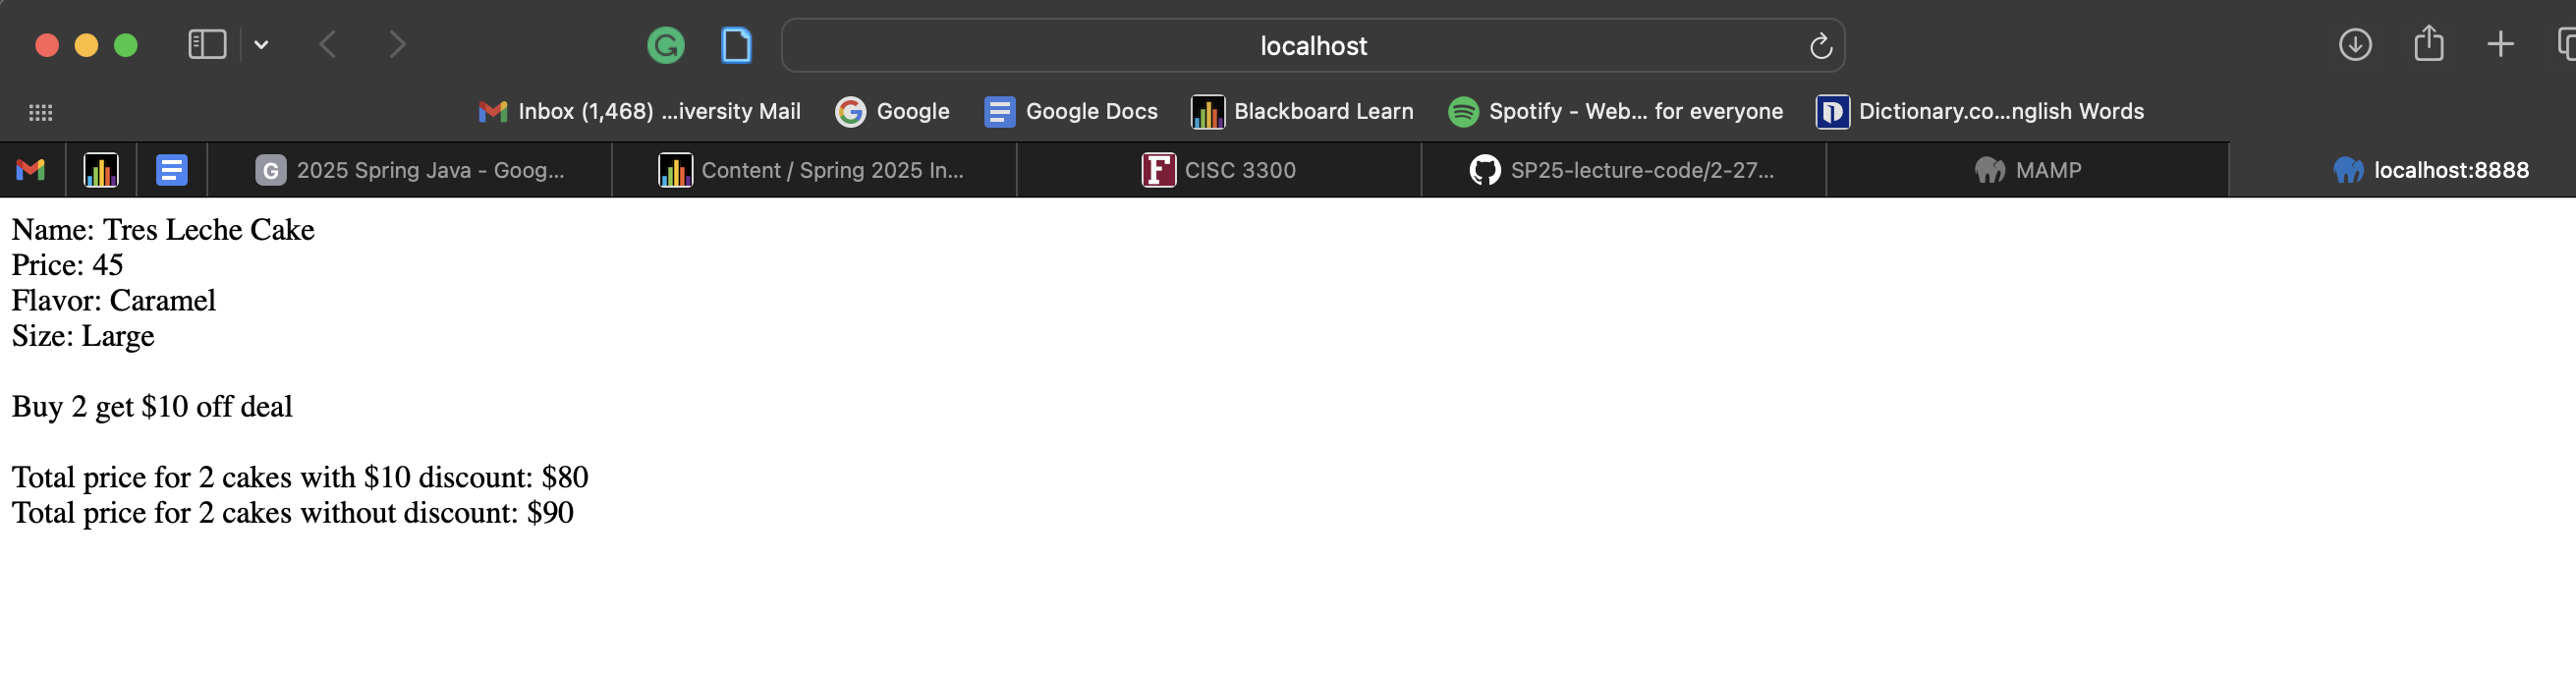 localhost
Inbox (1,468) ...iversity Mail
Google
Google Docs
Blackboard Learn
Spotify - Web... for everyone
Dictionary.co...nglish Words
G 2025 Spring Java - Goog...
Content / Spring 2025 In...
F CISC 3300
SP25-lecture-code/2-27...
MAMP
localhost:8888
Name: Tres Leche Cake
Price: 45
Flavor: Caramel
Size: Large
Buy 2 get $10 off deal
Total price for 2 cakes with $10 discount: $80
Total price for 2 cakes without discount: $90